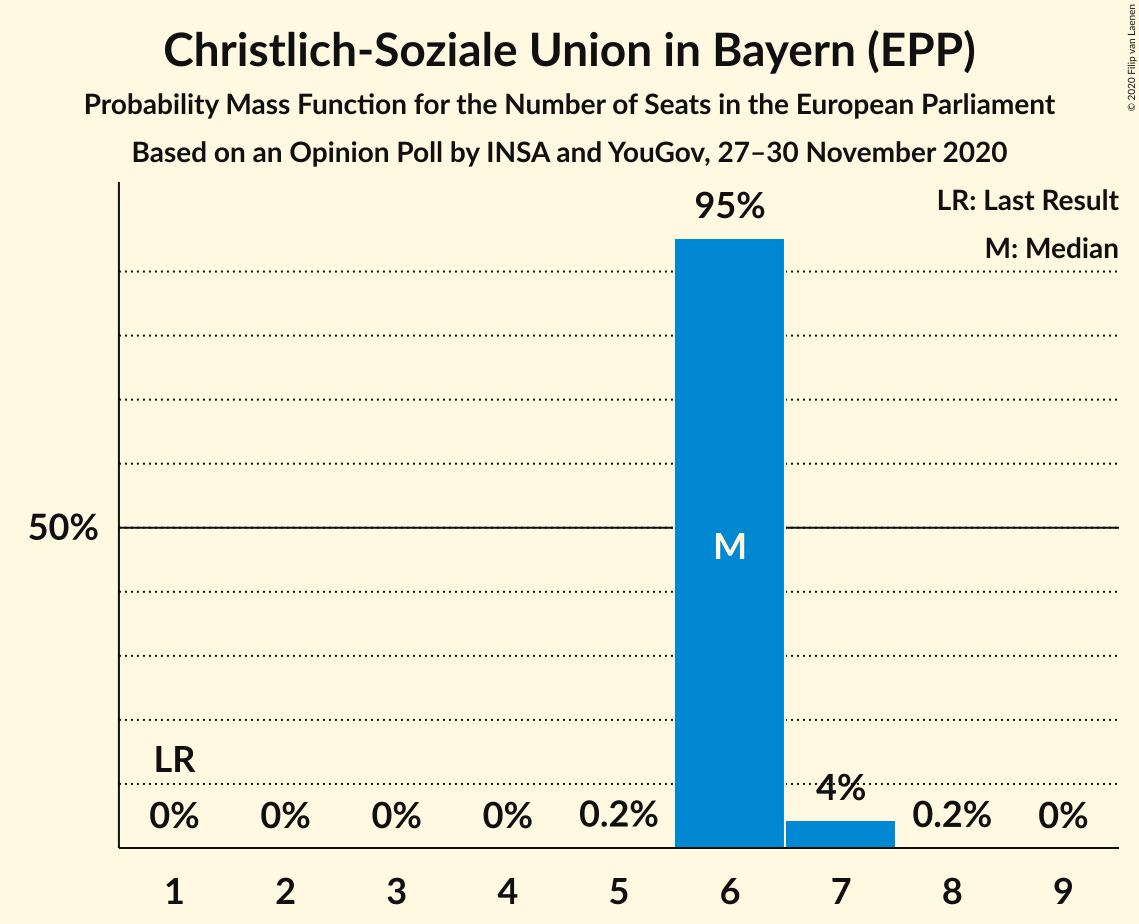 Christlich-Soziale Union in Bayern (EPP)
Probability Mass Function for the Number of Seats in the European Parliament
Based on an Opinion Poll by INSA and YouGov, 27–30 November 2020
© 2020 Filip van Laenen
LR: Last Result
M: Median
95%
50%
M
LR
0% 0% 0% 0% 0.2% 4% 0.2% 0%
1 2 3 4 5 6 7 8 9